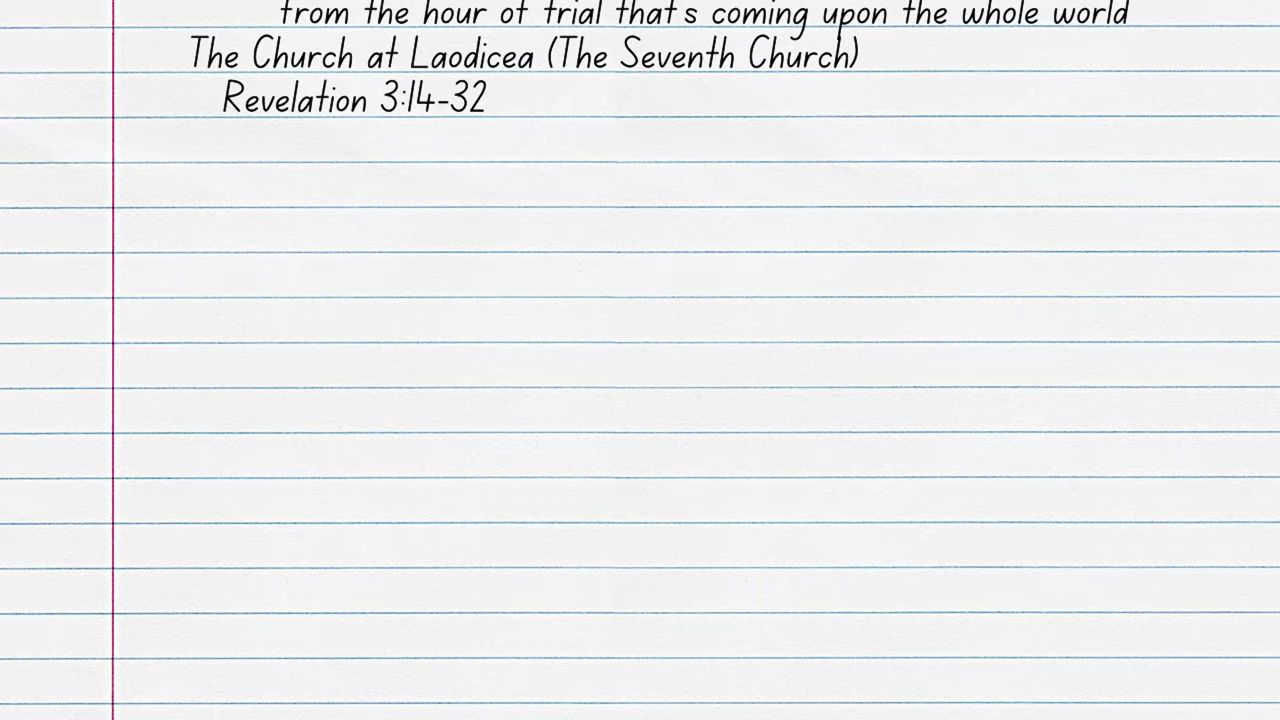 from the hour of trial that's coming upon the whole world
The Church at Laodicea (The Seventh Church)
Revelation 3:14-32